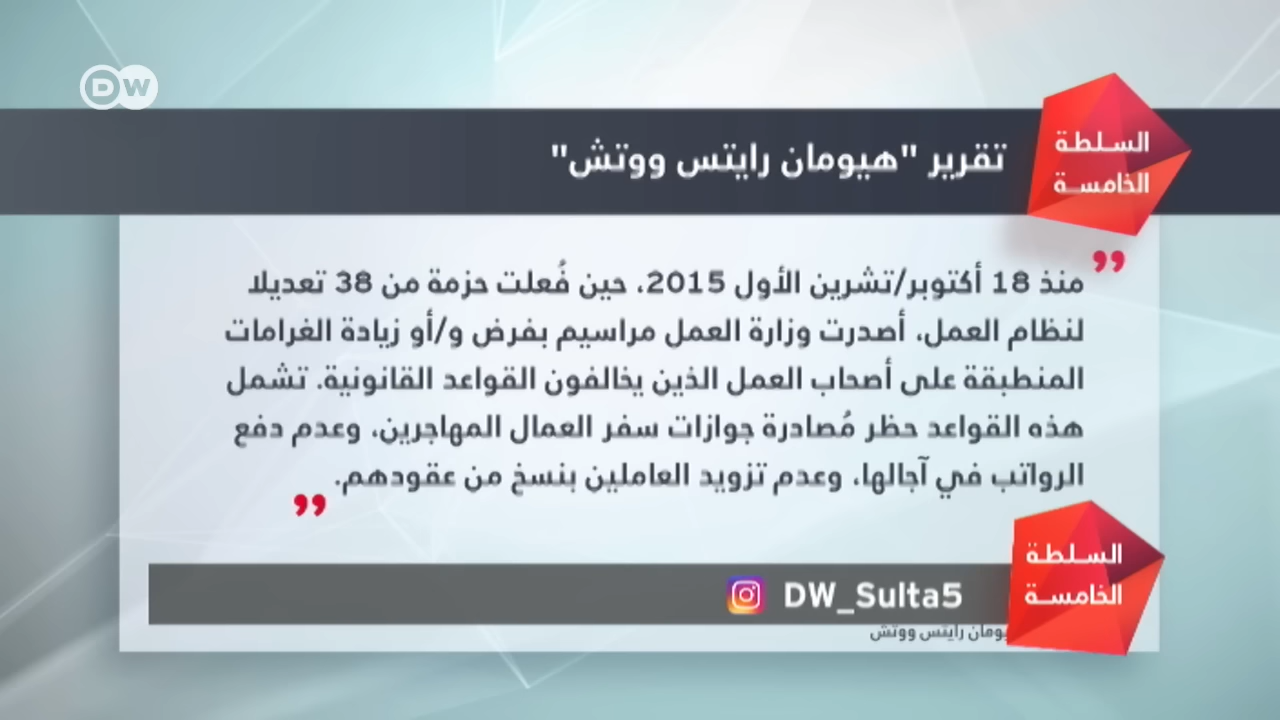 DW
السلطة
الخامسة
تقرير "هيومان رايتس ووتش"
منذ 18 أكتوبر/تشرين الأول 2015، حين فُعلت حزمة من 38 تعديلا
لنظام العمل، أصدرت وزارة العمل مراسيم بفرض و/أو زيادة الغرامات
المنطبقة على أصحاب العمل الذين يخالفون القواعد القانونية. تشمل
هذه القواعد حظر مُصادرة جوازات سفر العمال المهاجرين، وعدم دفع
الرواتب في آجالها، وعدم تزويد العاملين بنسخ من عقودهم.
السلطة
الخامسة
DW_Sulta5
رايتس ووتش